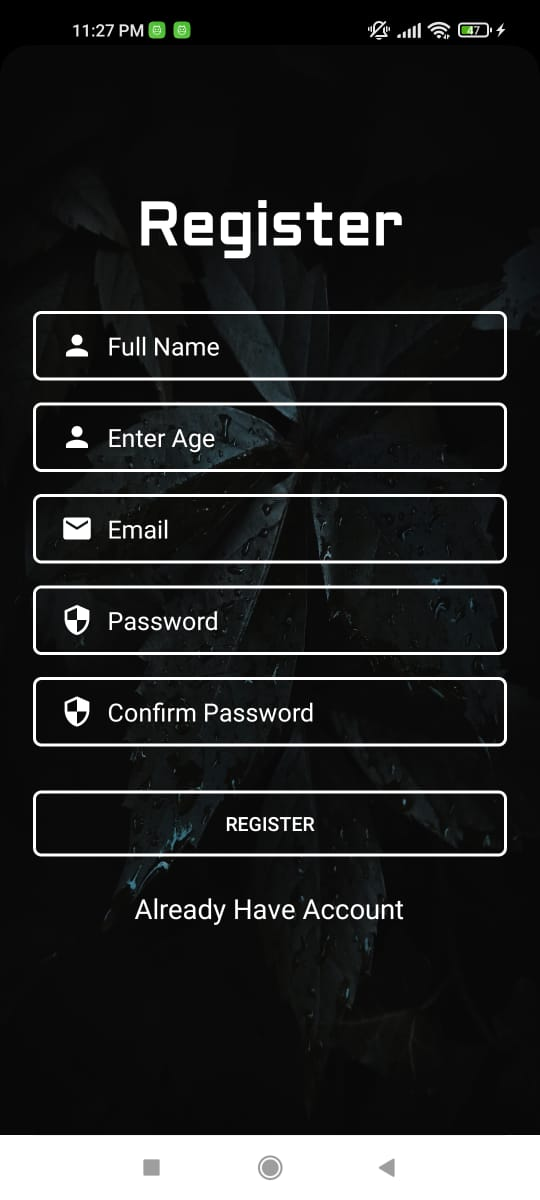 11:27 PM 47
Register
Full Name
Enter Age
Email
Password
Confirm Password
REGISTER
Already Have Account